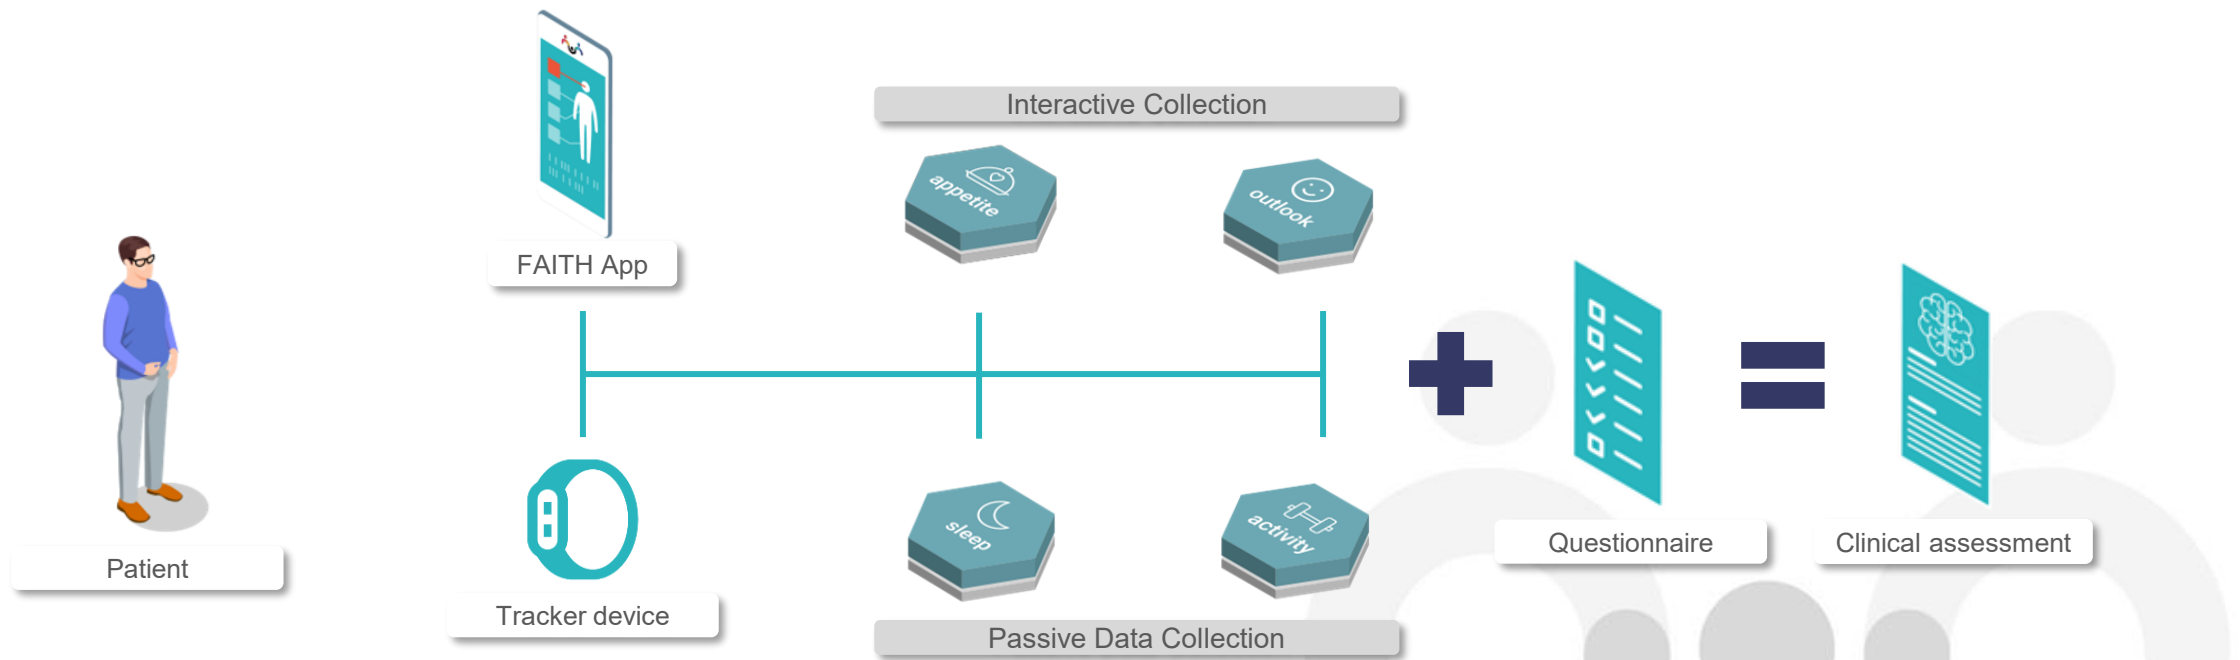 Interactive Collection
appetite
outlook
FAITH App
Patient
Tracker device
sleep
activity
Passive Data Collection
Questionnaire
Clinical assessment